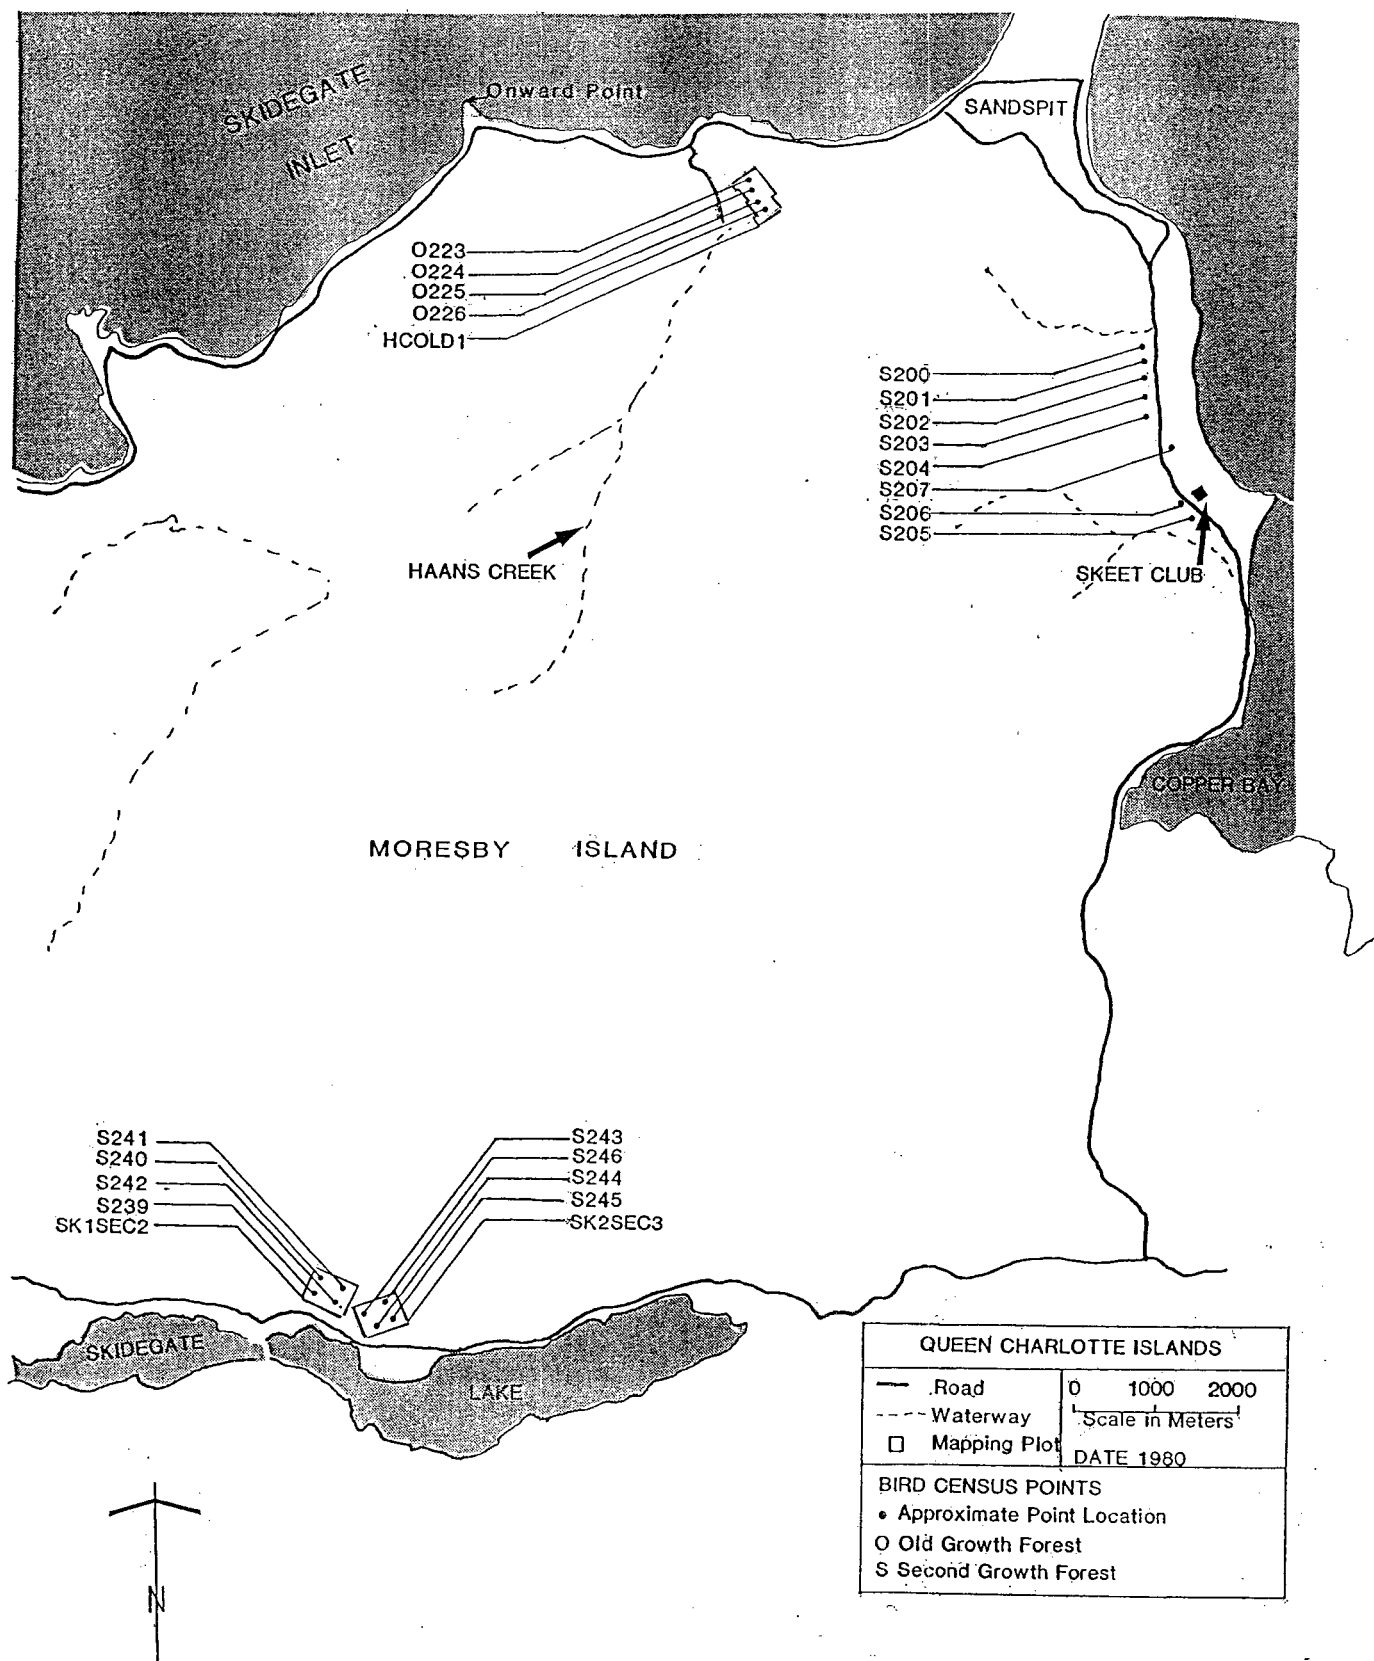 Onward Point
SKIDEGATE
INLET
SANDSPIT
O223
O224
O225
O226
HCOLD1
S200
S201
S202
S203
S204
S207
S206
S205
HAANS CREEK
SKEET CLUB
COPPER BAY
MORESBY ISLAND
S241
S240
S242
S239
SK1SEC2
S243
S246
S244
S245
SK2SEC3
SKIDEGATE
LAKE
QUEEN CHARLOTTE ISLANDS
Road
Waterway
Mapping Plot
0 1000 2000
Scale in Meters
DATE 1980
BIRD CENSUS POINTS
• Approximate Point Location
O Old Growth Forest
S Second Growth Forest
N